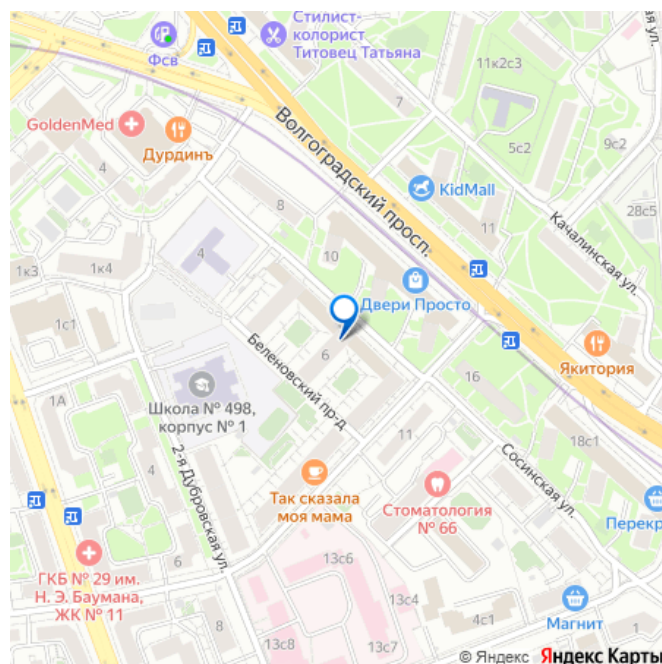 Стилист-
колорист
Титовец Татьяна
Фсв
11к2с3
7
GoldenMed
Дурдинъ
4
5с2
9с2
Волгоградский просп.
KidMall
8
11
28с5
Качалинская ул.
4
10
1к3
1к4
Двери Просто
1с1
6
Беленовский пр-д
Якитория
16
Школа № 498,
корпус № 1
1А
11
18с1
2-я Дубровская ул.
Сосинская ул.
Так сказала
моя мама
Стоматология
№ 66
Перекр
4
6
13с6
ГКБ № 29 им.
Н. Э. Баумана,
ЖК № 11
13с4
Магнит
8
4с1
1
13с8
13с7
© Яндекс Яндекс Карты